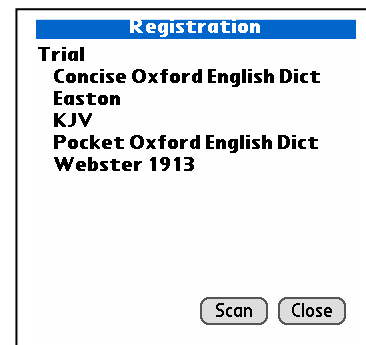 Registration
Trial
Concise Oxford English Dict
Easton
KJV
Pocket Oxford English Dict
Webster 1913
Scan Close